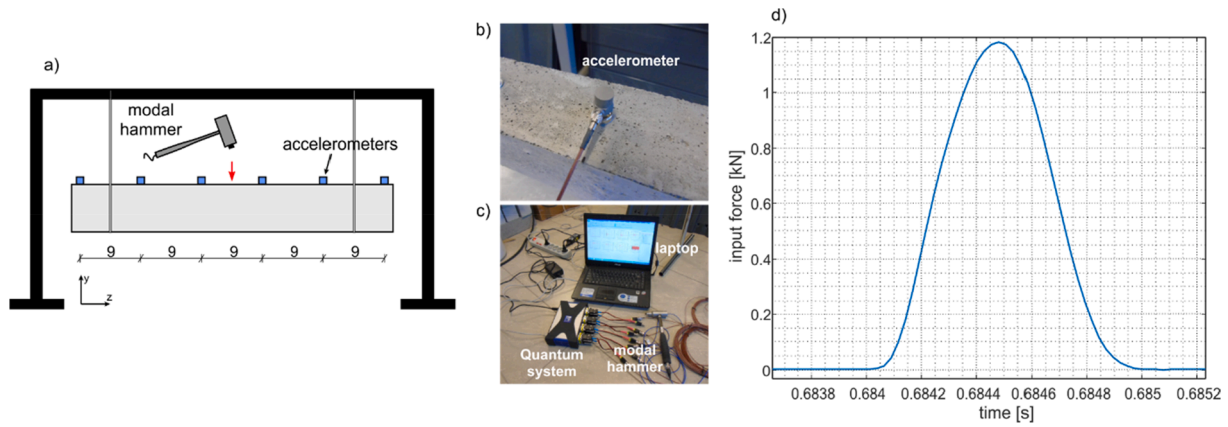 a)
modal
hammer
accelerometers
9 9 9 9 9
y
z
b)
accelerometer
c)
laptop
Quantum
system
modal
hammer
d)
input force [kN]
1.2
1
0.8
0.6
0.4
0.2
0
0.6838 0.684 0.6842 0.6844 0.6846 0.6848 0.685 0.6852
time [s]